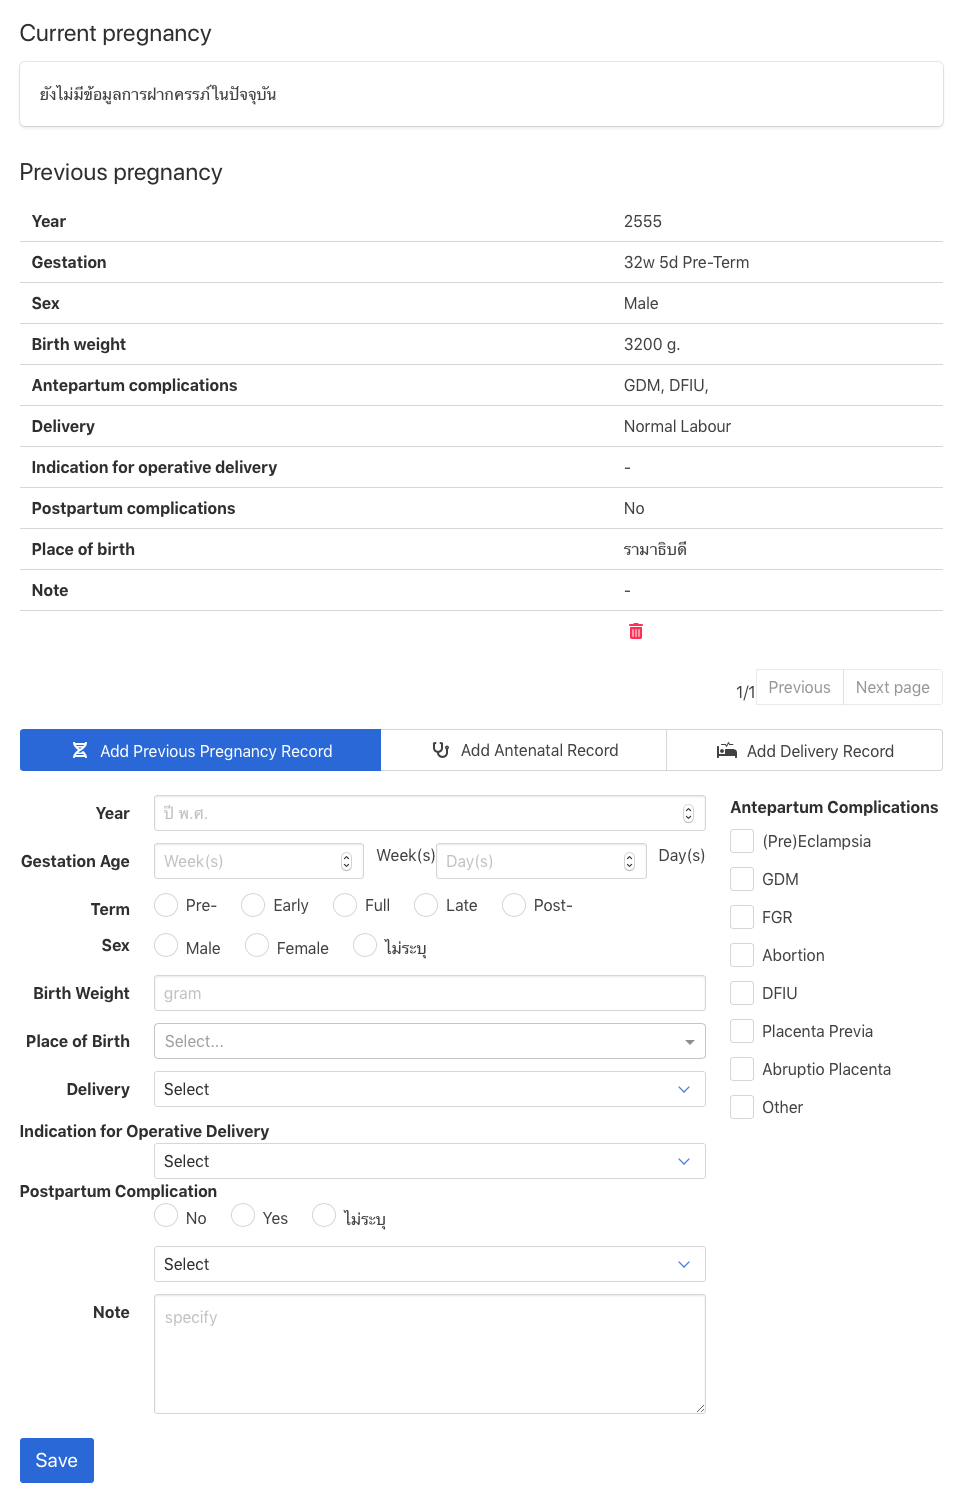 Current pregnancy
ยังไม่มีข้อมูลการฝากครรภ์ในปัจจุบัน
Previous pregnancy
Year 2555
Gestation 32w 5d Pre-Term
Sex Male
Birth weight 3200 g.
Antepartum complications GDM, DFIU,
Delivery Normal Labour
Indication for operative delivery -
Postpartum complications No
Place of birth รามาธิบดี
Note -
1/1 Previous Next page
Add Previous Pregnancy Record Add Antenatal Record Add Delivery Record
Year ปี พ.ศ.
Gestation Age Week(s) Week(s) Day(s) Day(s)
Term Pre- Early Full Late Post-
Sex Male Female ไม่ระบุ
Birth Weight gram
Place of Birth Select...
Delivery Select
Indication for Operative Delivery
Select
Postpartum Complication
No Yes ไม่ระบุ
Select
Note specify
Antepartum Complications
(Pre)Eclampsia
GDM
FGR
Abortion
DFIU
Placenta Previa
Abruptio Placenta
Other
Save